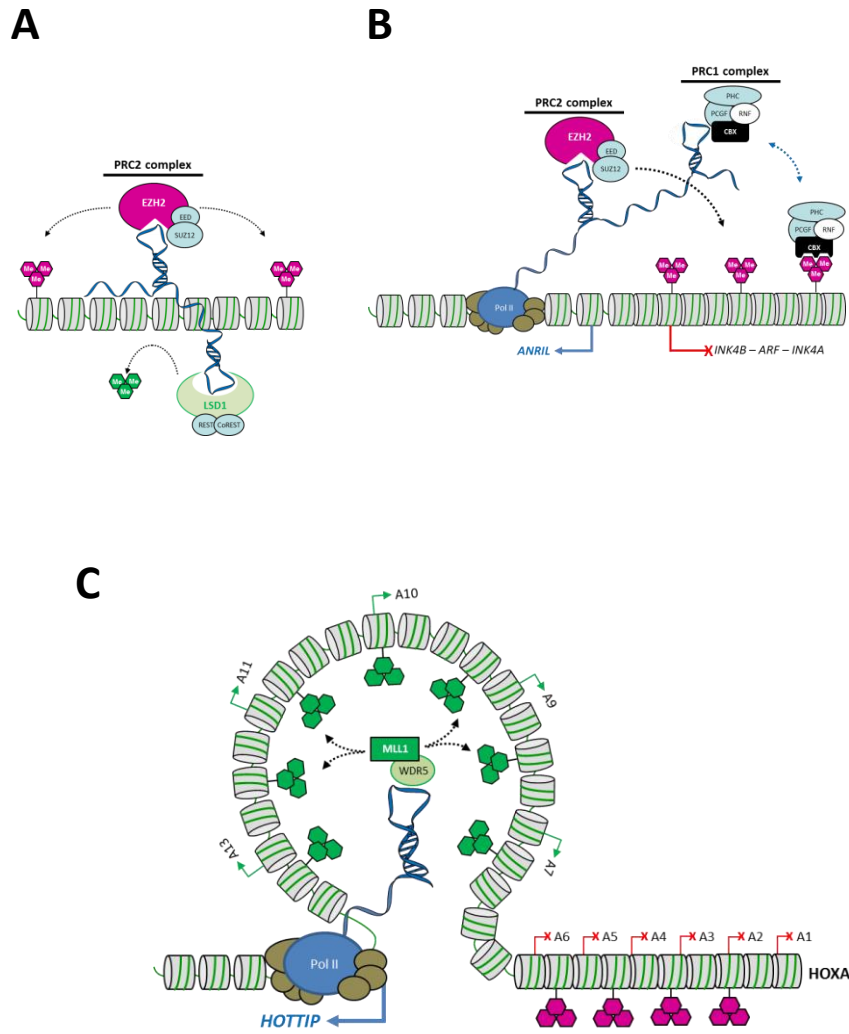 A
PRC2 complex
EZH2
EED
SUZ12
Me Me Me
Me Me Me
Me Me Me
LSD1
REST CoREST
B
PRC1 complex
PHC
PCGF RNF
CBX
PRC2 complex
EZH2
EED
SUZ12
PHC
PCGF RNF
CBX
Me Me Me
Me Me Me
Me Me Me
Pol II
ANRIL
X INK4B – ARF – INK4A
C
A10
A11
A9
MLL1
WDR5
A13
A7
X A6 X A5 X A4 X A3 X A2 X A1
HOXA
Pol II
HOTTIP